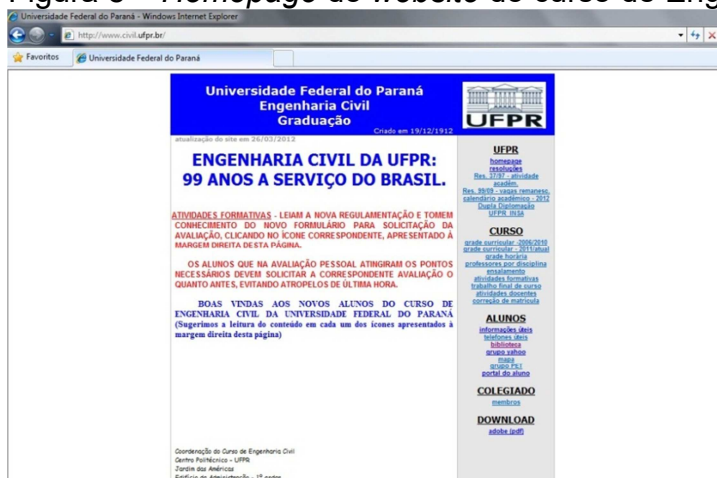 Universidade Federal do Paraná - Windows Internet Explorer
http://www.civil.ufpr.br/
Favoritos
Universidade Federal do Paraná
Universidade Federal do Paraná
Engenharia Civil
Graduação
Criado em 19/12/1912
UFPR
atualização do site em 26/03/2012
ENGENHARIA CIVIL DA UFPR:
99 ANOS A SERVIÇO DO BRASIL.
ATIVIDADES FORMATIVAS - LEIAM A NOVA REGULAMENTAÇÃO E TOMEM
CONHECIMENTO DO NOVO FORMULÁRIO PARA SOLICITAÇÃO DA
AVALIAÇÃO, CLICANDO NO ÍCONE CORRESPONDENTE, APRESENTADO À
MARGEM DIREITA DESTA PÁGINA.
OS ALUNOS QUE NA AVALIAÇÃO PESSOAL ATINGIRAM OS PONTOS
NECESSÁRIOS DEVEM SOLICITAR A CORRESPONDENTE AVALIAÇÃO O
QUANTO ANTES, EVITANDO ATROPELOS DE ÚLTIMA HORA.
BOAS VINDAS AOS NOVOS ALUNOS DO CURSO DE
ENGENHARIA CIVIL DA UNIVERSIDADE FEDERAL DO PARANÁ
(Sugerimos a leitura do conteúdo em cada um dos ícones apresentados à
margem direita desta página)
Coordenação do Curso de Engenharia Civil
Centro Politécnico - UFPR
Jardim das Américas
Edifício da Administração - 1º andar
UFPR
homepage
resoluções
Res. 37/97 - atividade
acadêm.
Res. 99/09 - vagas remanesc.
calendário acadêmico - 2012
Dupla Diplomação
UFPR INSA
CURSO
grade curricular -2006/2010
grade curricular - 2011/atual
grade horária
professores por disciplina
ensalamento
atividades formativas
trabalho final de curso
atividades docentes
correção de matrícula
ALUNOS
informações úteis
telefones úteis
biblioteca
grupo yahoo
mapa
grupo PET
portal do aluno
COLEGIADO
membros
DOWNLOAD
adobe (pdf)